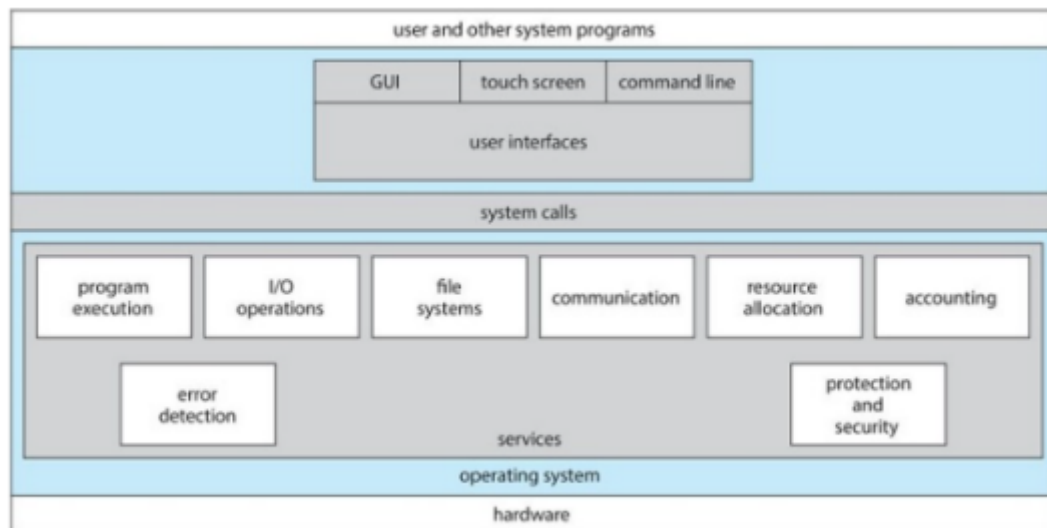 user and other system programs
GUI touch screen command line
user interfaces
system calls
program
execution
I/O
operations
file
systems
communication
resource
allocation
accounting
error
detection
protection
and
security
services
operating system
hardware